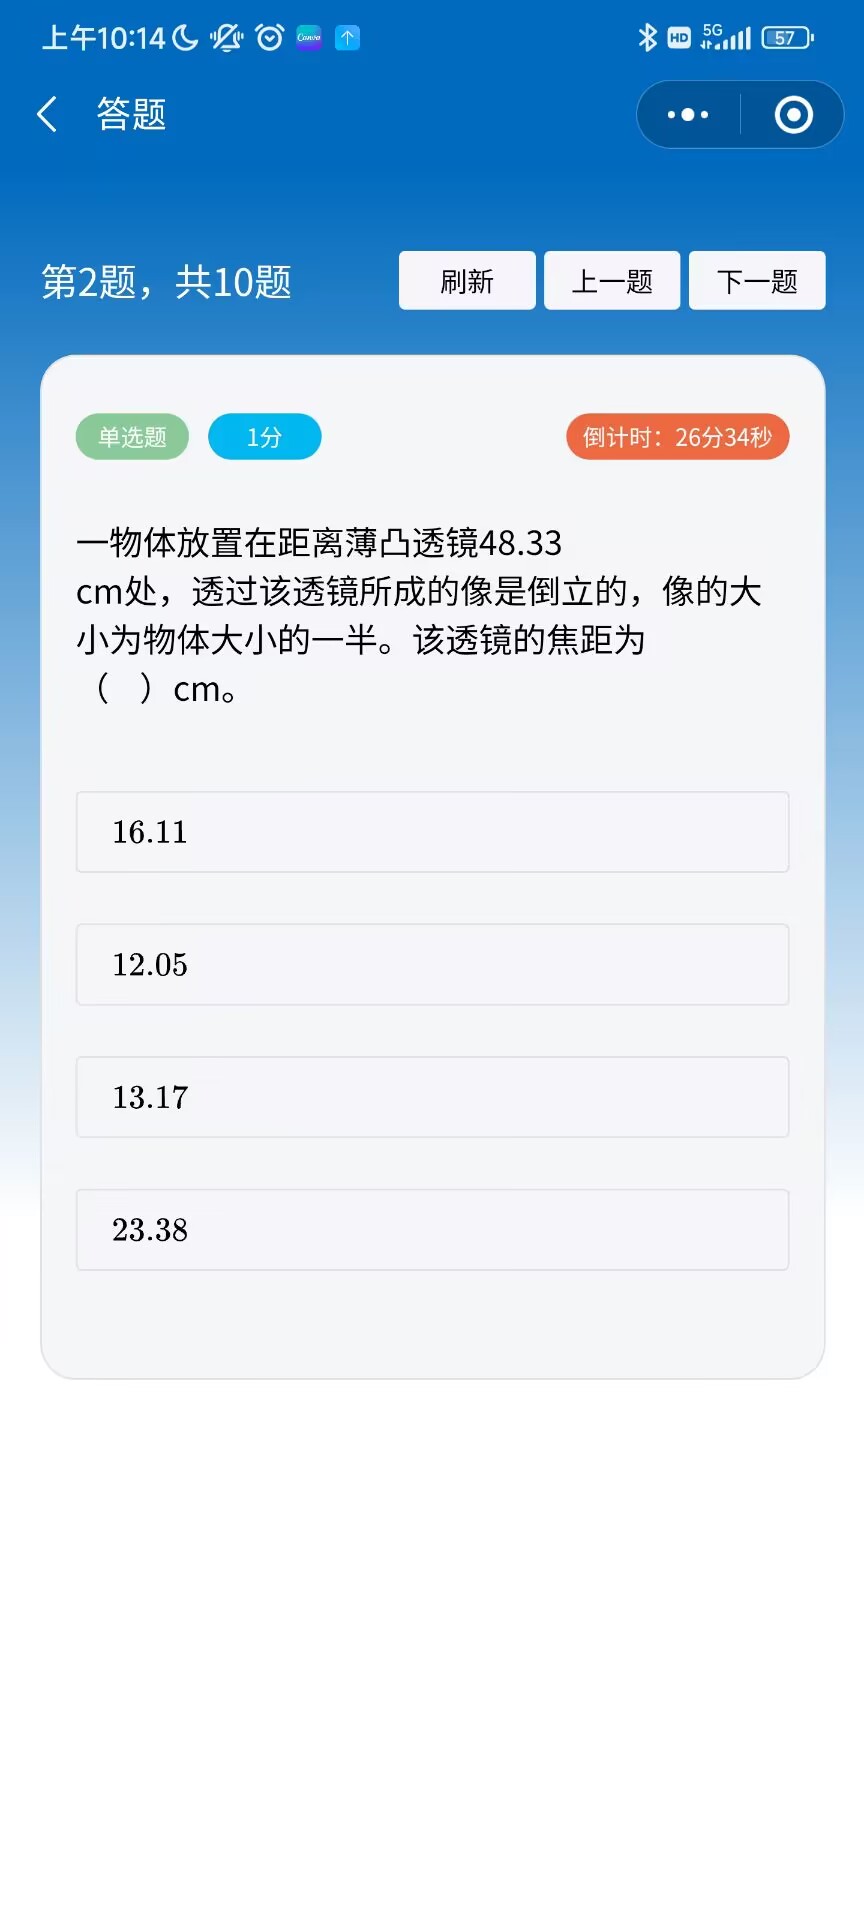 上午10:14
Canva
HD
5G
57
答题
第2题，共10题
刷新
上一题
下一题
单选题
1分
倒计时：26分34秒
一物体放置在距离薄凸透镜48.33
cm处，透过该透镜所成的像是倒立的，像的大
小为物体大小的一半。该透镜的焦距为
（ ）cm。
16.11
12.05
13.17
23.38